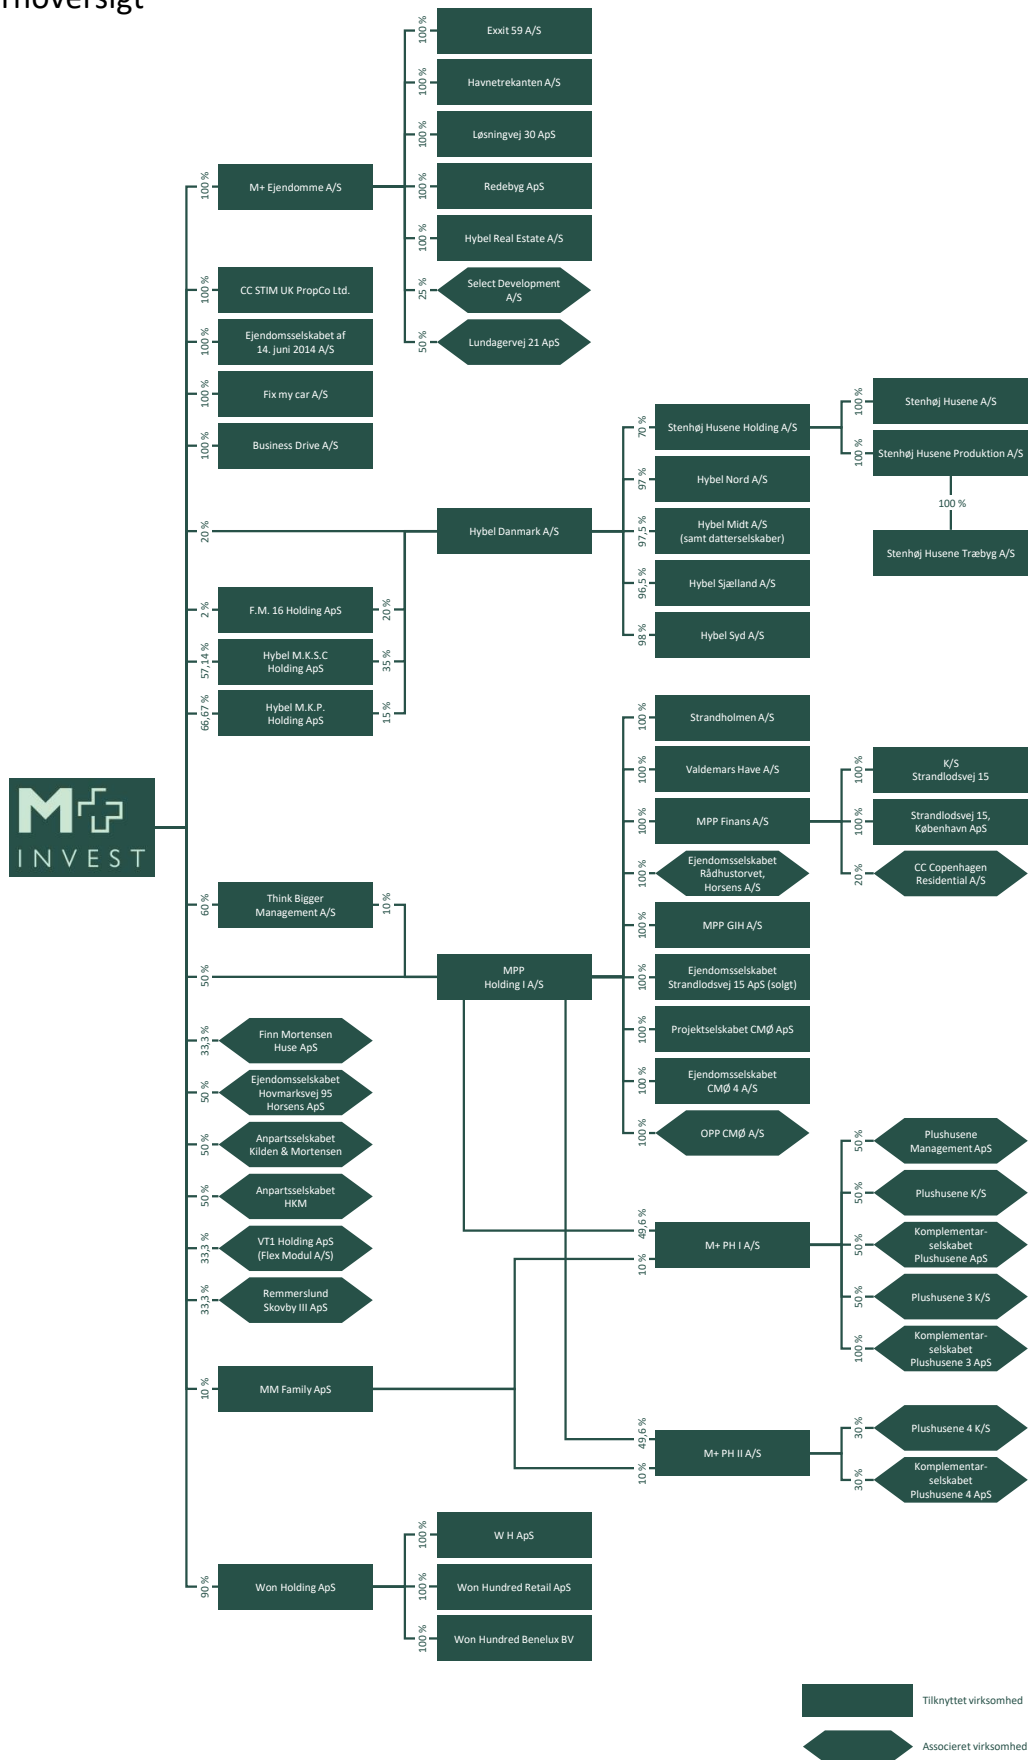 rnoversigt
100 %
Exxit 59 A/S
100 %
Havnetrekanten A/S
100 %
Løsningvej 30 ApS
100 %
M+ Ejendomme A/S
100 %
Redebyg ApS
100 %
Hybel Real Estate A/S
25 %
Select Development
A/S
50 %
Lundagervej 21 ApS
100 %
CC STIM UK PropCo Ltd.
100 %
Ejendomsselskabet af
14. juni 2014 A/S
100 %
Fix my car A/S
100 %
Business Drive A/S
20 %
Hybel Danmark A/S
70 %
Stenhøj Husene Holding A/S
100 %
Stenhøj Husene A/S
100 %
Stenhøj Husene Produktion A/S
100 %
Stenhøj Husene Træbyg A/S
97 %
Hybel Nord A/S
97,5 %
Hybel Midt A/S
(samt datterselskaber)
96,5 %
Hybel Sjælland A/S
98 %
Hybel Syd A/S
2 %
F.M. 16 Holding ApS
20 %
57,14 %
Hybel M.K.S.C
Holding ApS
35 %
66,67 %
Hybel M.K.P.
Holding ApS
15 %
M+
INVEST
60 %
Think Bigger
Management A/S
10 %
50 %
MPP
Holding I A/S
100 %
Strandholmen A/S
100 %
Valdemars Have A/S
100 %
MPP Finans A/S
100 %
K/S
Strandlodsvej 15
100 %
Strandlodsvej 15,
København ApS
20 %
CC Copenhagen
Residential A/S
100 %
Ejendomsselskabet
Rådhustorvet,
Horsens A/S
100 %
MPP GIH A/S
100 %
Ejendomsselskabet
Strandlodsvej 15 ApS (solgt)
100 %
Projektselskabet CMØ ApS
100 %
Ejendomsselskabet
CMØ 4 A/S
100 %
OPP CMØ A/S
33,3 %
Finn Mortensen
Huse ApS
50 %
Ejendomsselskabet
Hovmarksvej 95
Horsens ApS
50 %
Anpartsselskabet
Kilden & Mortensen
50 %
Anpartsselskabet
HKM
33,3 %
VT1 Holding ApS
(Flex Modul A/S)
33,3 %
Remmerslund
Skovby III ApS
49,6 %
10 %
M+ PH I A/S
50 %
Plushusene
Management ApS
50 %
Plushusene K/S
50 %
Komplementar-
selskabet
Plushusene ApS
50 %
Plushusene 3 K/S
100 %
Komplementar-
selskabet
Plushusene 3 ApS
10 %
MM Family ApS
49,6 %
10 %
M+ PH II A/S
30 %
Plushusene 4 K/S
30 %
Komplementar-
selskabet
Plushusene 4 ApS
90 %
Won Holding ApS
100 %
W H ApS
100 %
Won Hundred Retail ApS
100 %
Won Hundred Benelux BV
Tilknyttet virksomhed
Associeret virksomhed